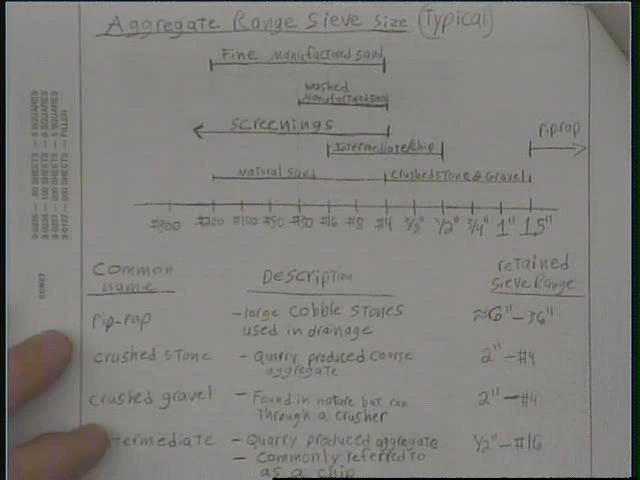 Aggregate Range Sieve Size (Typical)
Fine Manufactured sand
washed
Manufactured sand
screenings
riprap
Intermediate/chip
Natural sand
Crushed stone & Gravel
#200 #100 #50 #30 #16 #8 #4 3/8" 1/2" 3/4" 1" 1.5"
Common name
Description
retained Sieve Range
rip-rap
-large cobble stones
used in drainage
≈6"-36"
crushed stone
- Quarry produced coarse
aggregate
2"-#4
crushed gravel
- Found in nature but ran
through a crusher
2"-#4
ntermediate
- Quarry produced aggregate
- Commonly referred to
as a chip
1/2"-#16